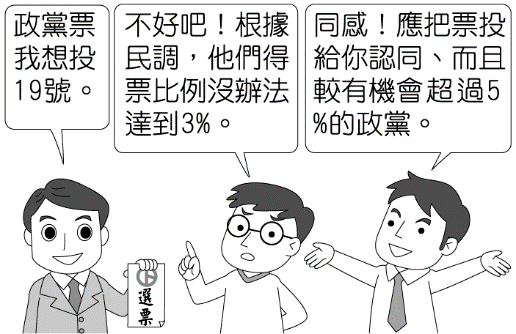 政黨票
我想投
19號。
不好吧！根據
民調，他們得
票比例沒辦法
達到3%。
同感！應把票投
給你認同、而且
較有機會超過5
%的政黨。
選票